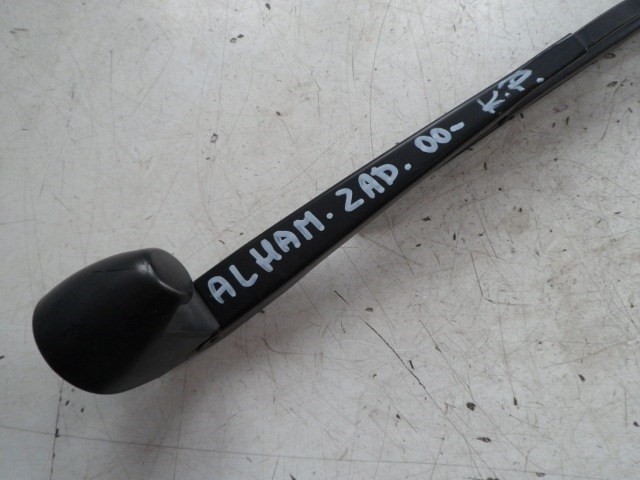 ALHAM. ZAD. 00- K.P.